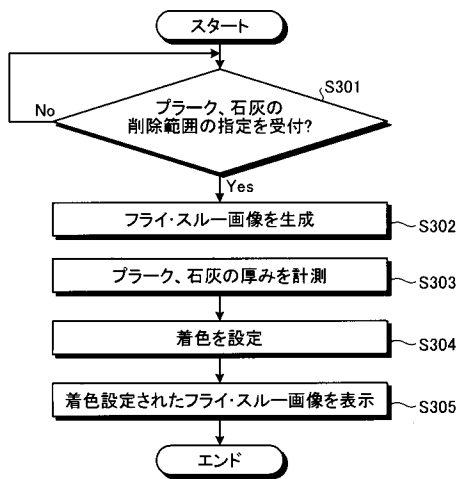 スタート
S301
No
プラーク、石灰の
削除範囲の指定を受付?
Yes
フライ・スルー画像を生成
S302
プラーク、石灰の厚みを計測
S303
着色を設定
S304
着色設定されたフライ・スルー画像を表示
S305
エンド